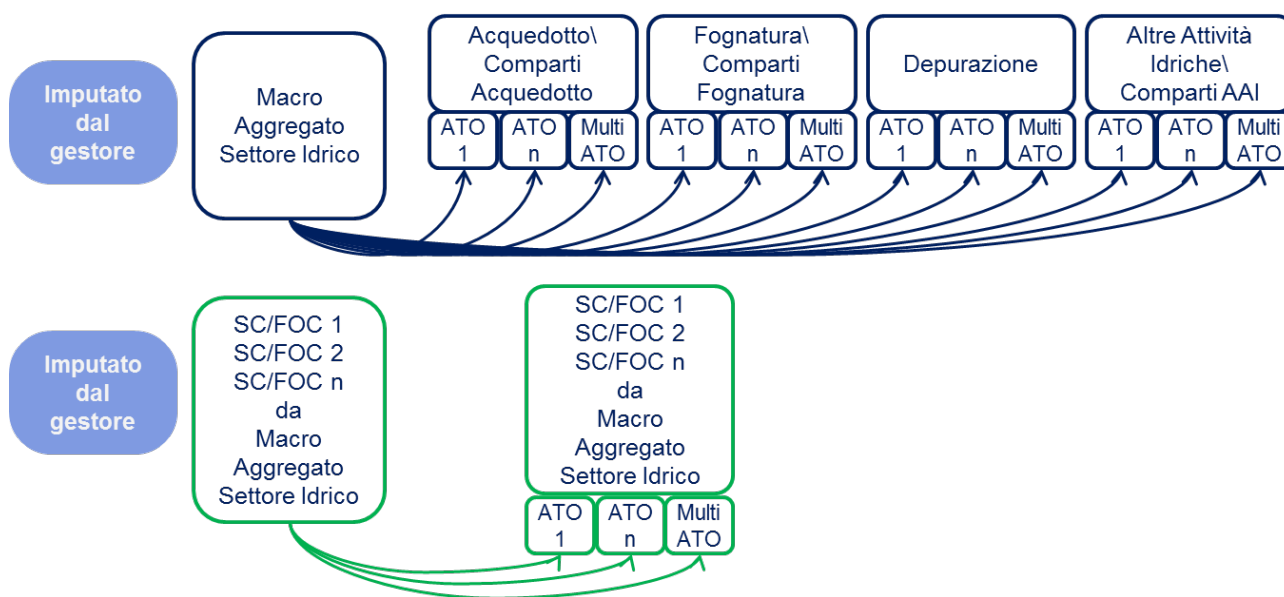 Imputato
dal
gestore
Macro
Aggregato
Settore Idrico
Acquedotto\
Comparti
Acquedotto
ATO
1
ATO
n
Multi
ATO
Fognatura\
Comparti
Fognatura
ATO
1
ATO
n
Multi
ATO
Depurazione
ATO
1
ATO
n
Multi
ATO
Altre Attività
Idriche\
Comparti AAI
ATO
1
ATO
n
Multi
ATO
Imputato
dal
gestore
SC/FOC 1
SC/FOC 2
SC/FOC n
da
Macro
Aggregato
Settore Idrico
SC/FOC 1
SC/FOC 2
SC/FOC n
da
Macro
Aggregato
Settore Idrico
ATO
1
ATO
n
Multi
ATO